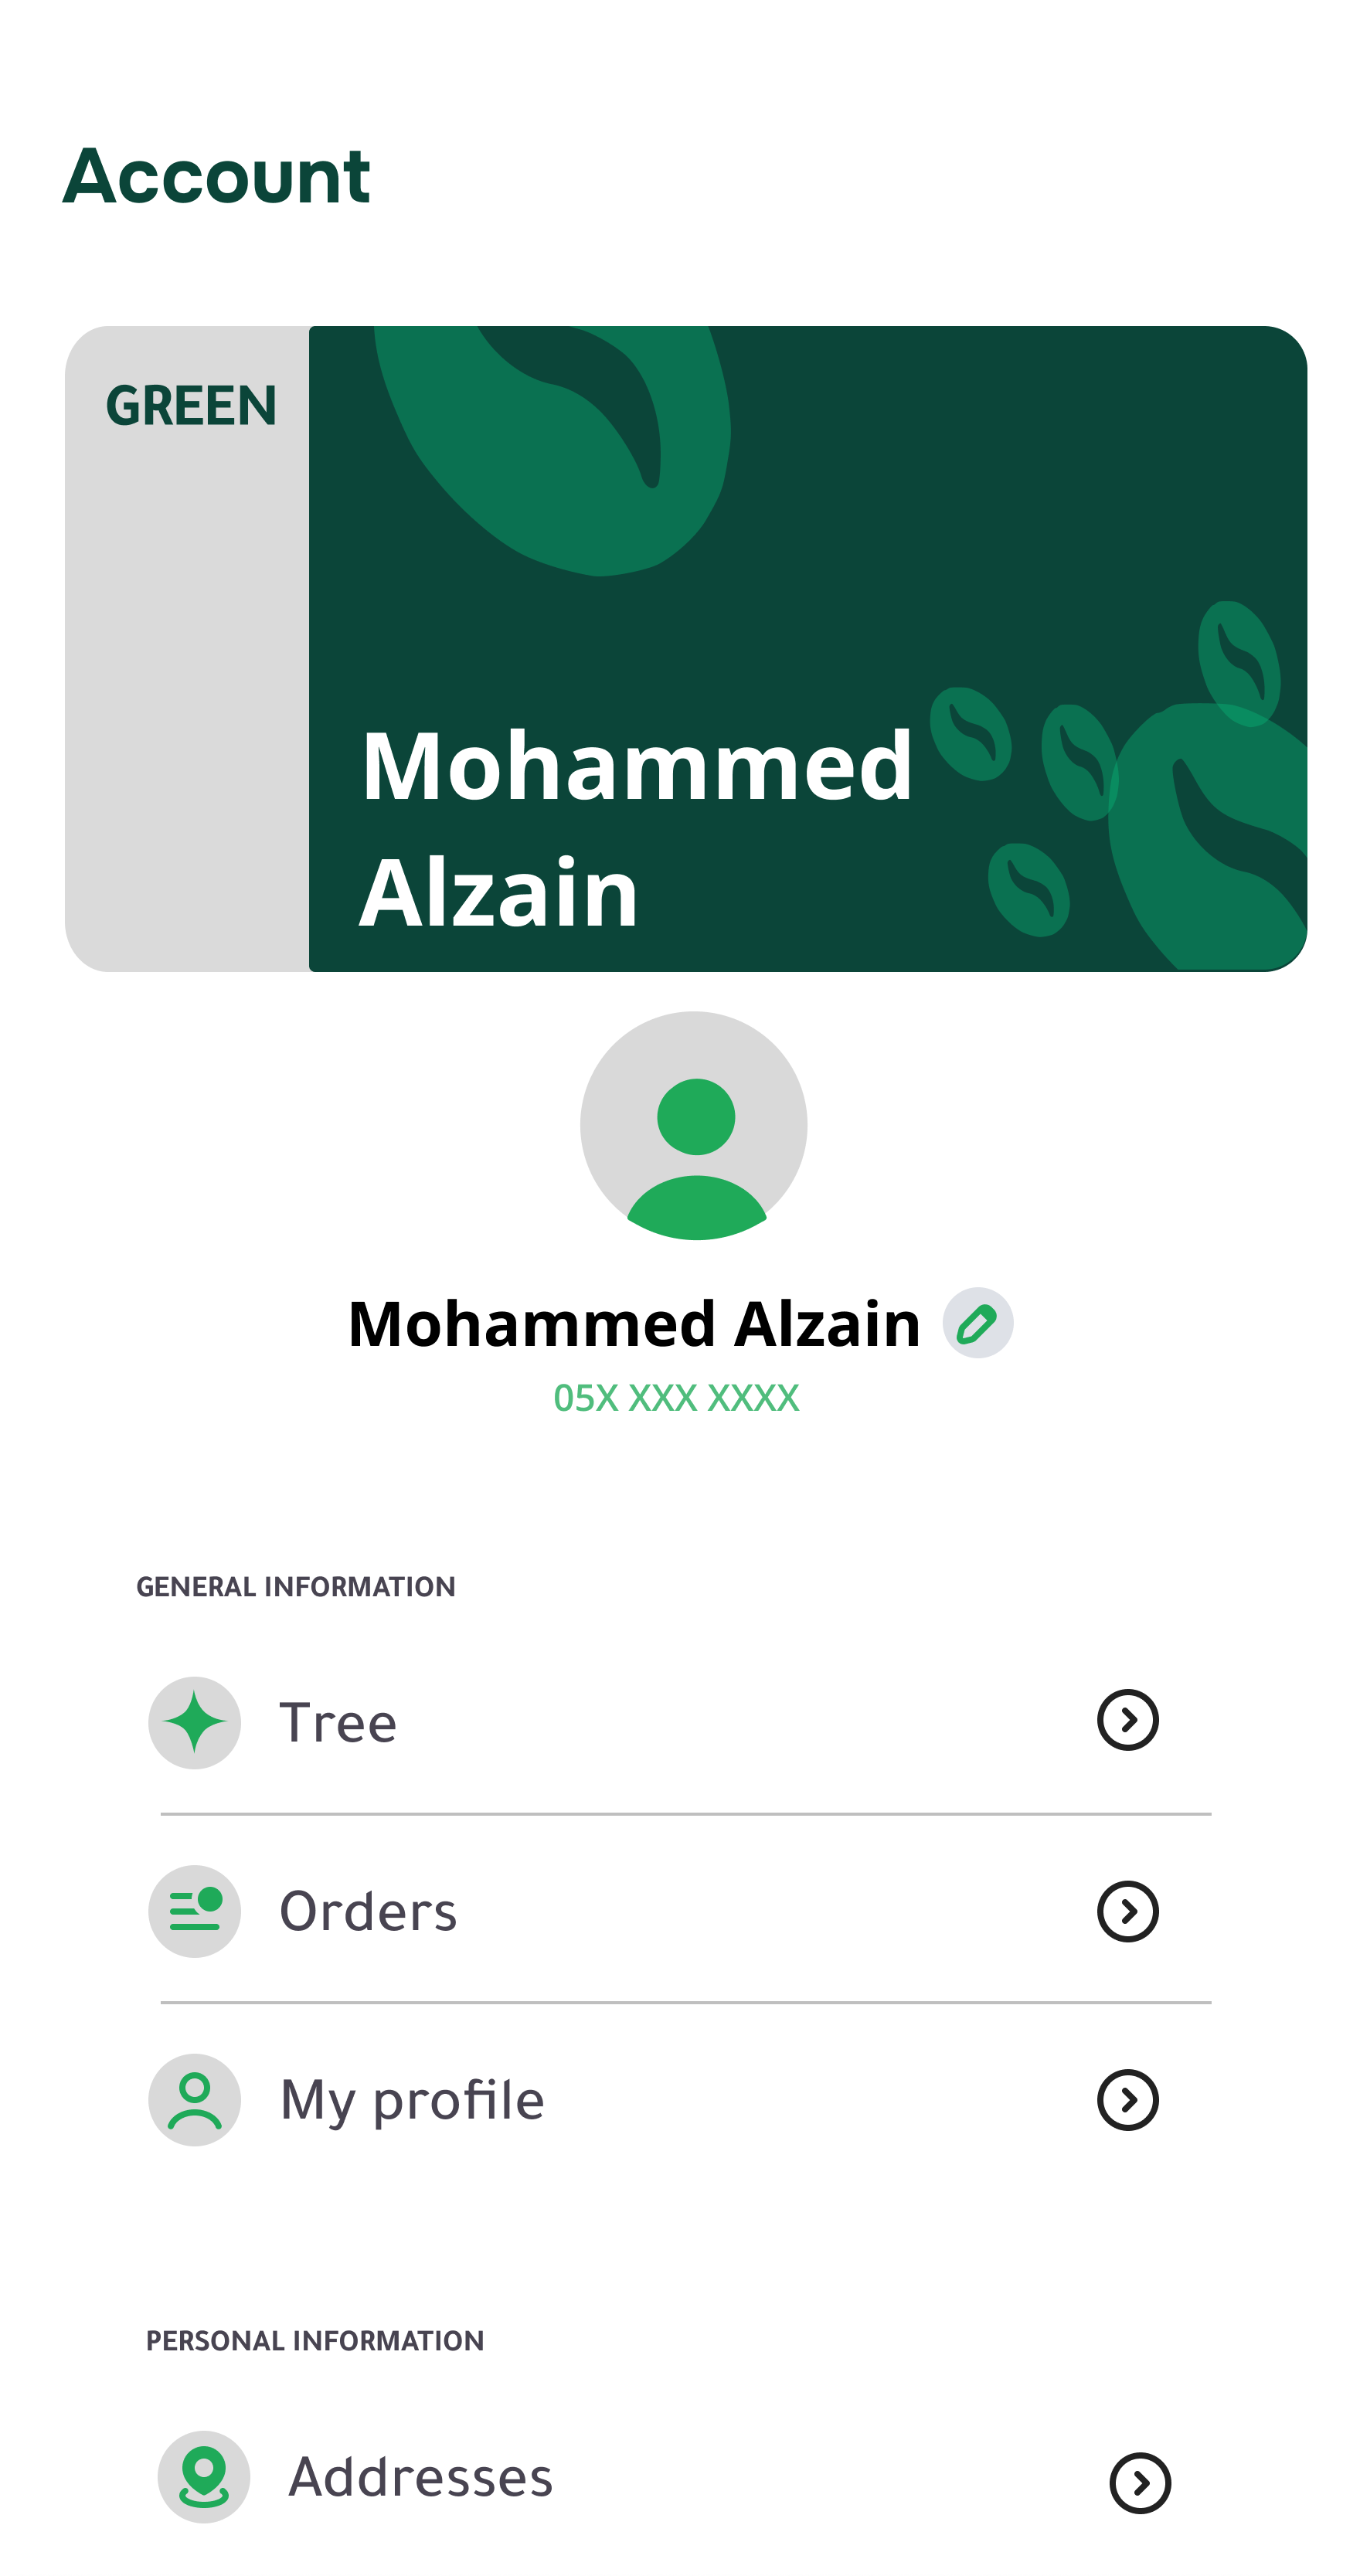 Account
GREEN
Mohammed
Alzain
Mohammed Alzain
05X XXX XXXX
GENERAL INFORMATION
Tree
Orders
My profile
PERSONAL INFORMATION
Addresses